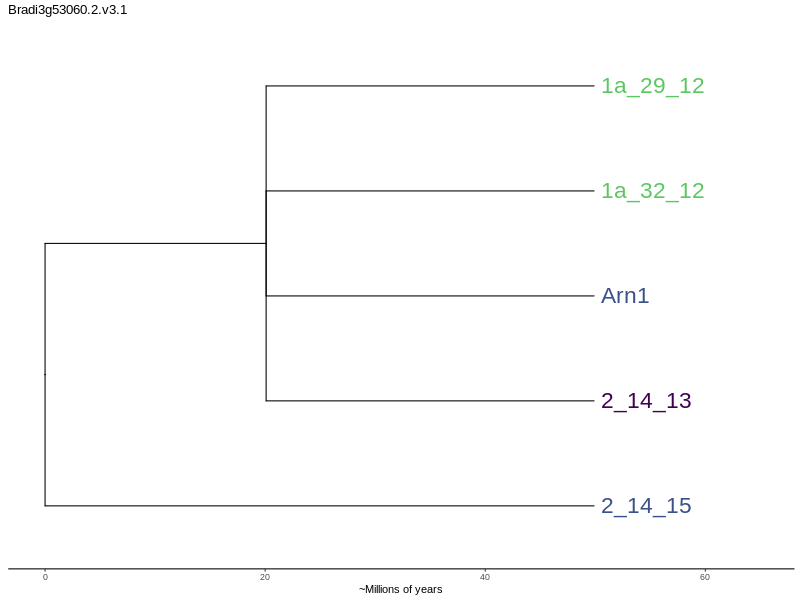 Bradi3g53060.2.v3.1
1a_29_12
1a_32_12
Arn1
2_14_13
2_14_15
0 20 40 60
~Millions of years